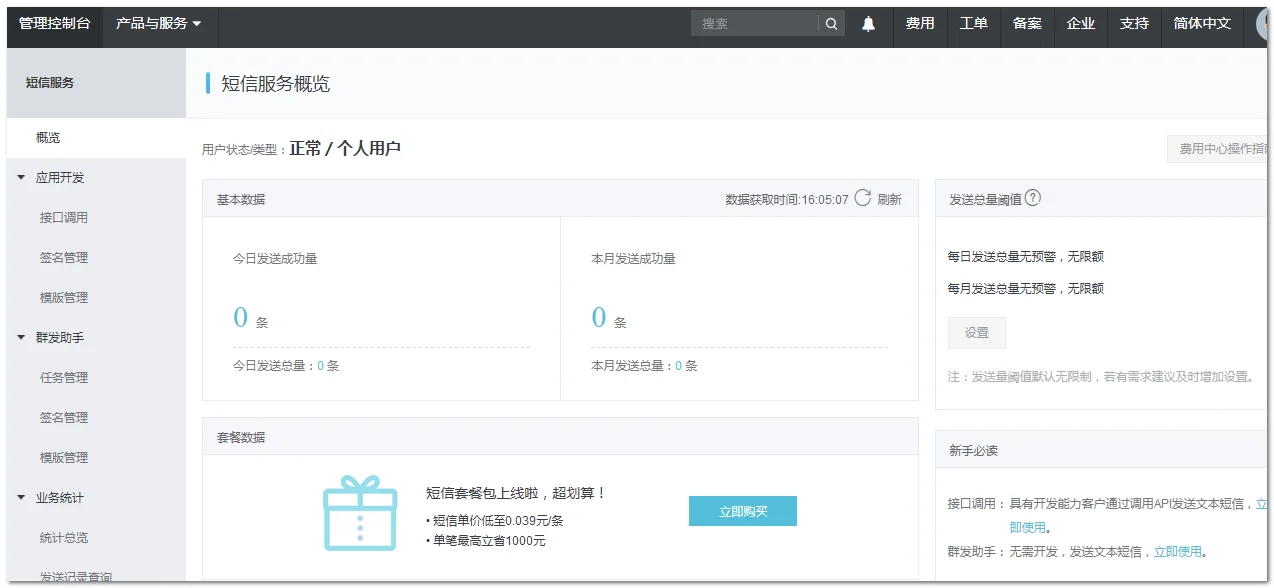 管理控制台 产品与服务 搜索 费用 工单 备案 企业 支持 简体中文
短信服务
概览
应用开发
接口调用
签名管理
模版管理
群发助手
任务管理
签名管理
模版管理
业务统计
统计总览
发送记录查询
短信服务概览
用户状态/类型：正常 / 个人用户
费用中心操作指
基本数据 数据获取时间:16:05:07 刷新
今日发送成功量
0 条
今日发送总量：0 条
本月发送成功量
0 条
本月发送总量：0 条
套餐数据
短信套餐包上线啦，超划算！
• 短信单价低至0.039元/条
• 单笔最高立省1000元
立即购买
发送总量阈值 ?
每日发送总量无预警，无限额
每月发送总量无预警，无限额
设置
注：发送量阈值默认无限制，若有需求建议及时增加设置。
新手必读
接口调用： 具有开发能力客户通过调用API发送文本短信，立
即使用。
群发助手： 无需开发，发送文本短信，立即使用。